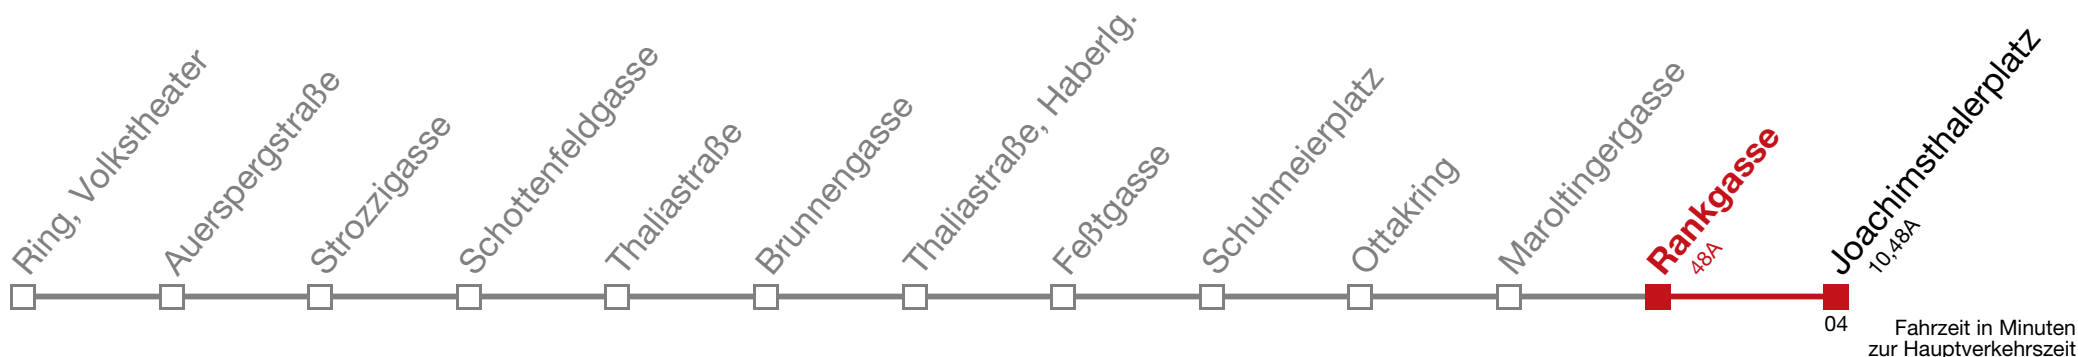 Ring, Volkstheater
Auerspergstraße
Strozzigasse
Schottenfeldgasse
Thaliastraße
Brunnengasse
Thaliastraße, Haberlg.
Feßtgasse
Schuhmeierplatz
Ottakring
Maroltingergasse
Rankgasse
48A
Joachimsthalerplatz
10,48A
04
Fahrzeit in Minuten
zur Hauptverkehrszeit